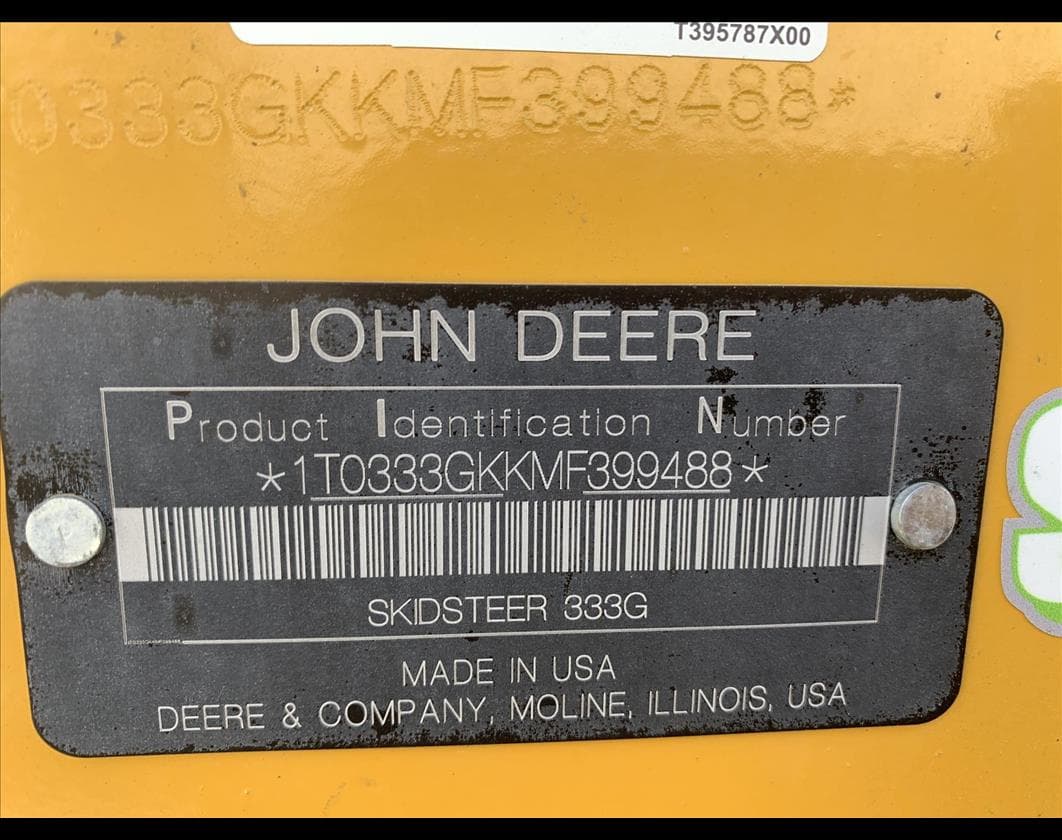 T395787X00
0333GKKMF399488*
JOHN DEERE
Product Identification Number
*1T0333GKKMF399488*
SKIDSTEER 333G
MADE IN USA
DEERE & COMPANY, MOLINE, ILLINOIS, USA